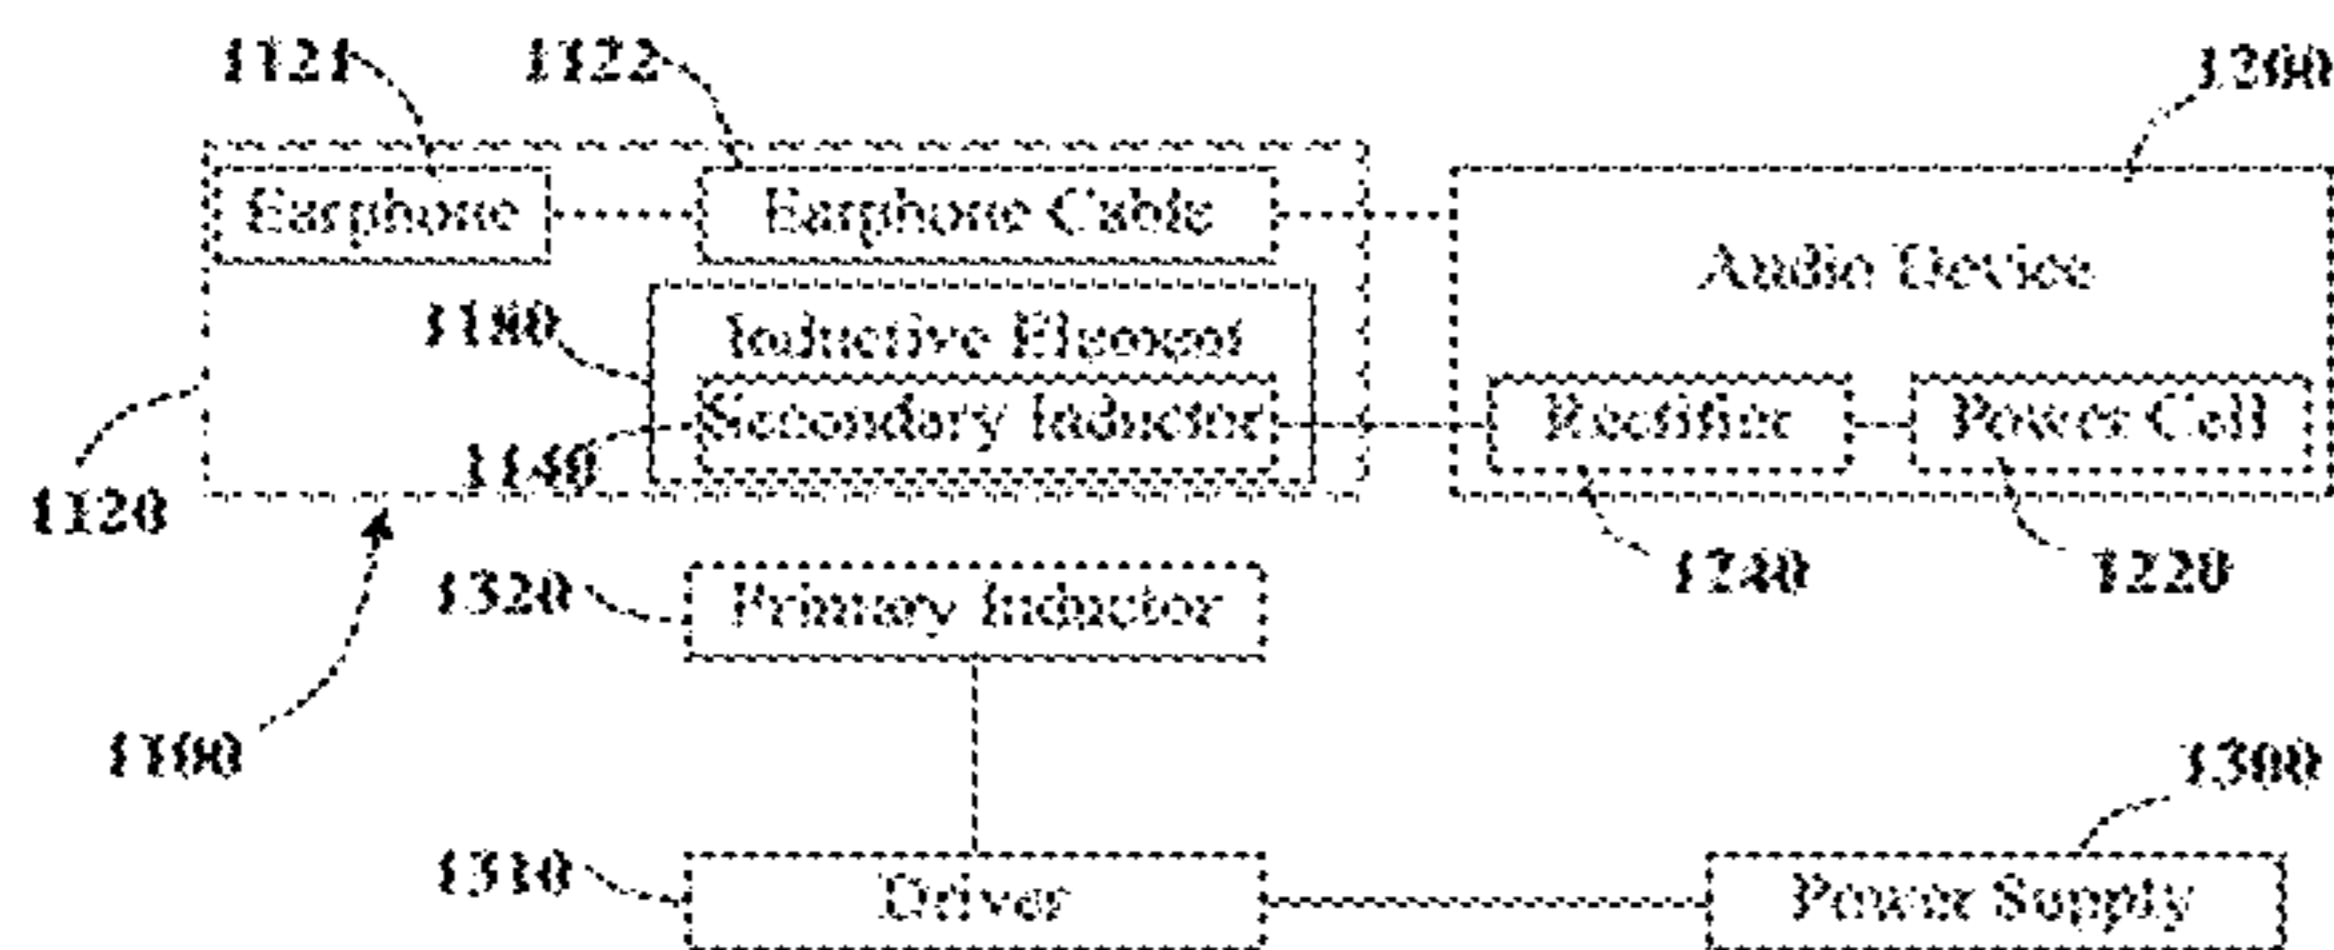 1121 1122 1200
Earphone Earphone Cable
Audio Device
1180 Inductive Element
Secondary Inductor Rectifier Power Cell
1140
1120
1240 1220
1320 Primary Inductor
1100
1300
1310 Driver Power Supply